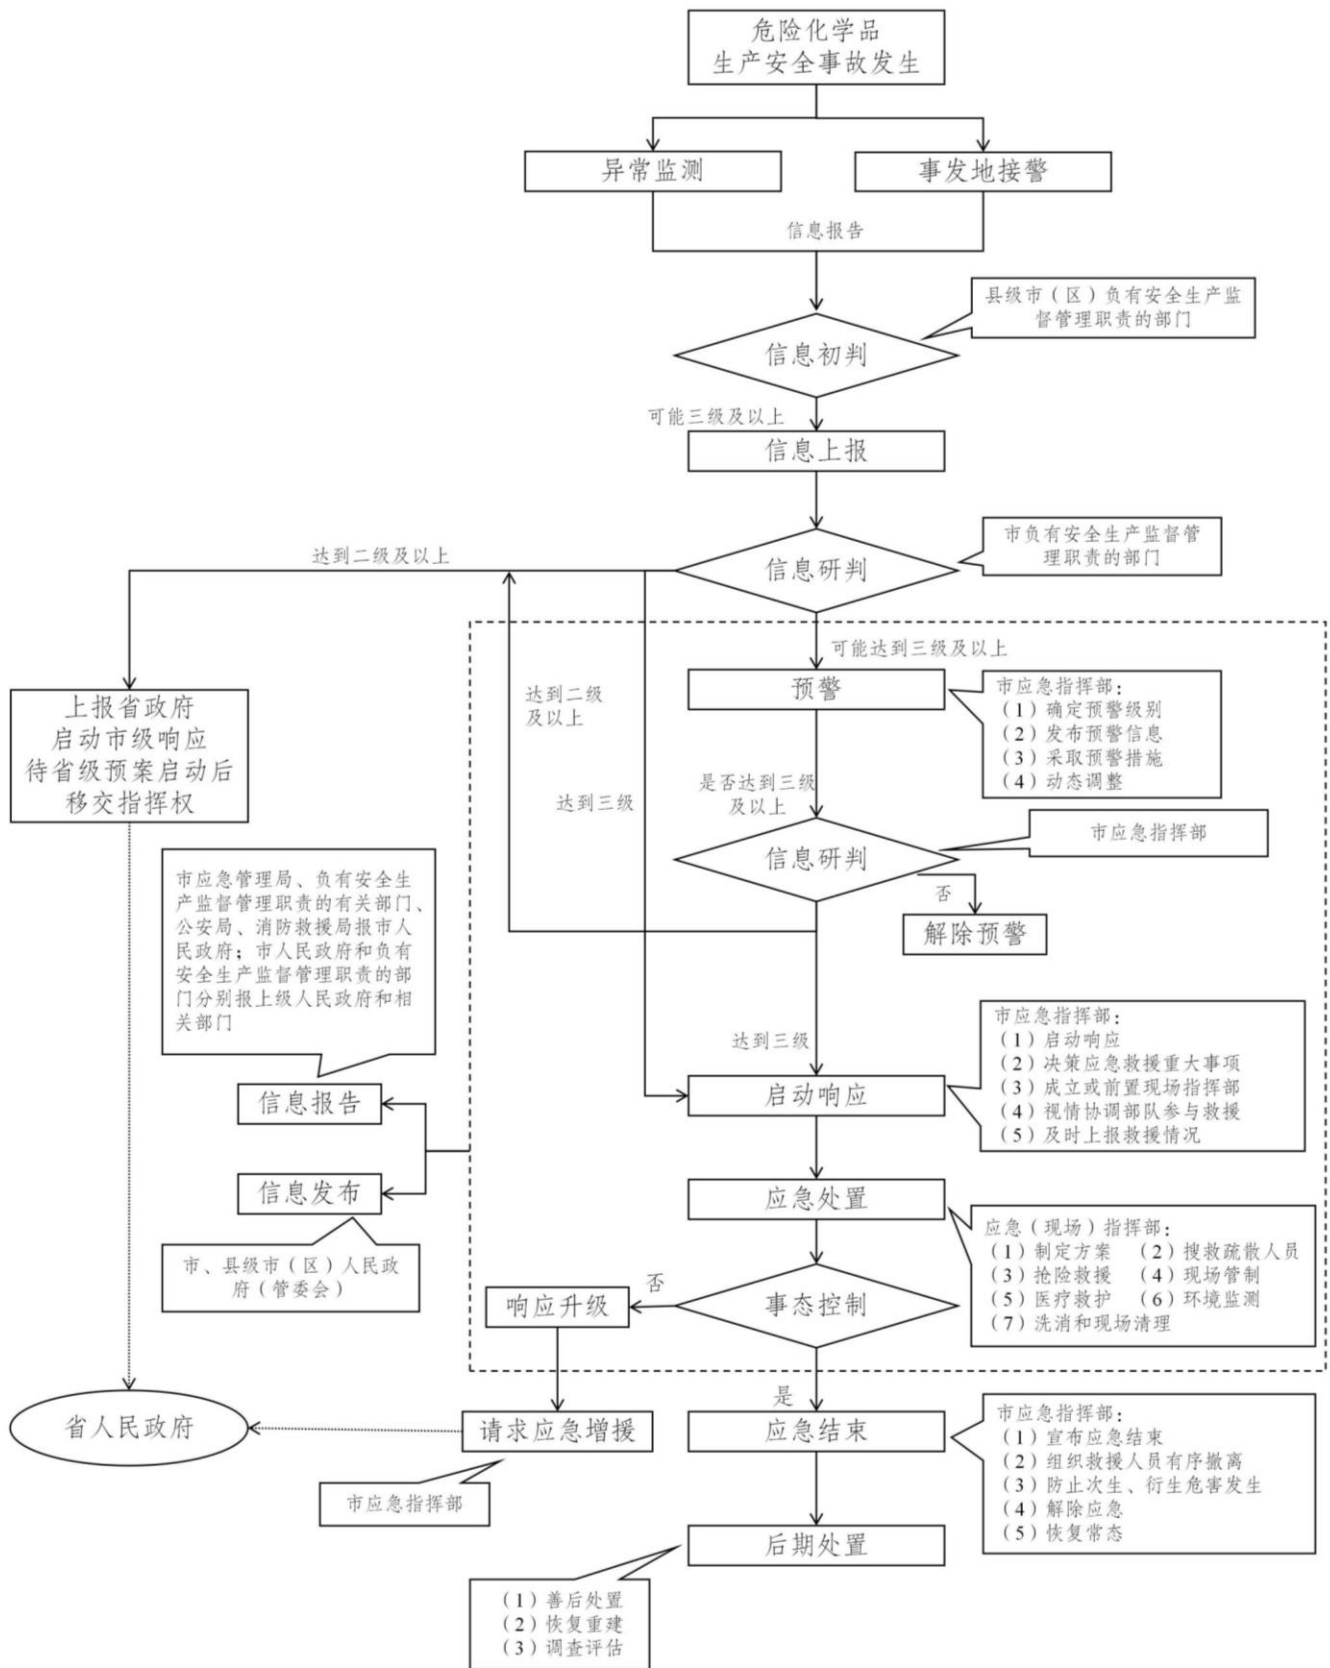 危险化学品
生产安全事故发生
异常监测
事发地接警
信息报告
县级市（区）负有安全生产监
督管理职责的部门
信息初判
可能三级及以上
信息上报
市负有安全生产监督管
理职责的部门
达到二级及以上
信息研判
可能达到三级及以上
预警
市应急指挥部：
（1）确定预警级别
（2）发布预警信息
（3）采取预警措施
（4）动态调整
达到二级
及以上
上报省政府
启动市级响应
待省级预案启动后
移交指挥权
是否达到三级
及以上
达到三级
信息研判
市应急指挥部
否
解除预警
市应急管理局、负有安全生
产监督管理职责的有关部门、
公安局、消防救援局报市人
民政府；市人民政府和负有
安全生产监督管理职责的部
门分别报上级人民政府和相
关部门
达到三级
市应急指挥部：
（1）启动响应
（2）决策应急救援重大事项
（3）成立或前置现场指挥部
（4）视情协调部队参与救援
（5）及时上报救援情况
启动响应
信息报告
信息发布
应急处置
市、县级市（区）人民政
府（管委会）
应急（现场）指挥部：
（1）制定方案 （2）搜救疏散人员
（3）抢险救援 （4）现场管制
（5）医疗救护 （6）环境监测
（7）洗消和现场清理
否
响应升级
事态控制
是
省人民政府
请求应急增援
应急结束
市应急指挥部：
（1）宣布应急结束
（2）组织救援人员有序撤离
（3）防止次生、衍生危害发生
（4）解除应急
（5）恢复常态
市应急指挥部
后期处置
（1）善后处置
（2）恢复重建
（3）调查评估